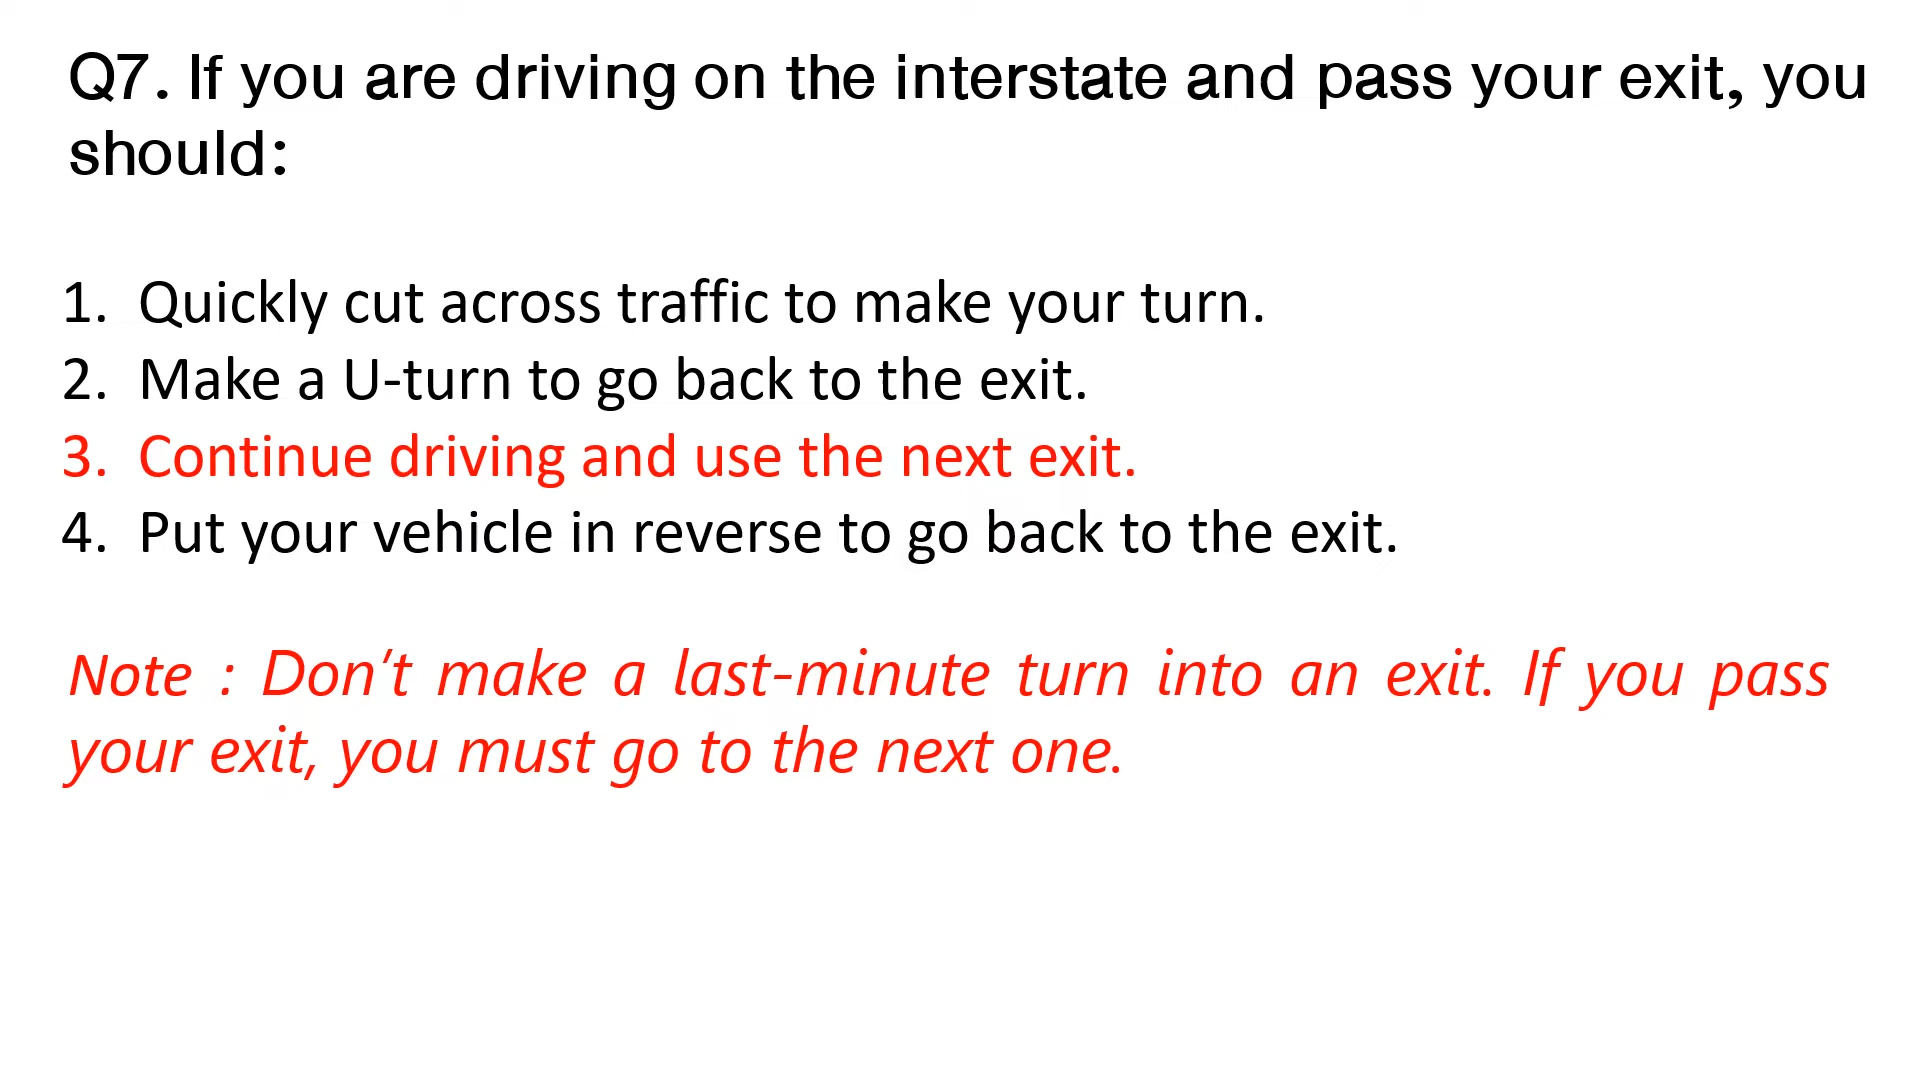 Q7. If you are driving on the interstate and pass your exit, you
should:
1. Quickly cut across traffic to make your turn.
2. Make a U-turn to go back to the exit.
3. Continue driving and use the next exit.
4. Put your vehicle in reverse to go back to the exit.
Note : Don't make a last-minute turn into an exit. If you pass
your exit, you must go to the next one.